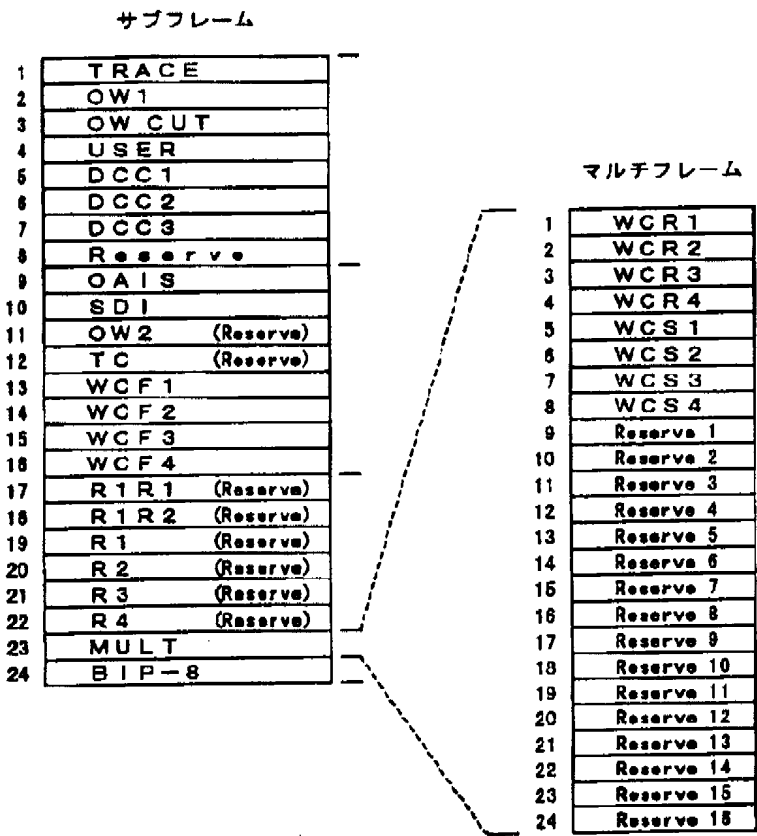 サブフレーム
1 TRACE
2 OW1
3 OW CUT
4 USER
5 DCC1
6 DCC2
7 DCC3
8 Reserve
9 OAIS
10 SDI
11 OW2 (Reserve)
12 TC (Reserve)
13 WCF1
14 WCF2
15 WCF3
16 WCF4
17 R1R1 (Reserve)
18 R1R2 (Reserve)
19 R1 (Reserve)
20 R2 (Reserve)
21 R3 (Reserve)
22 R4 (Reserve)
23 MULT
24 BIP-8
マルチフレーム
1 WCR1
2 WCR2
3 WCR3
4 WCR4
5 WCS1
6 WCS2
7 WCS3
8 WCS4
9 Reserve 1
10 Reserve 2
11 Reserve 3
12 Reserve 4
13 Reserve 5
14 Reserve 6
15 Reserve 7
16 Reserve 8
17 Reserve 9
18 Reserve 10
19 Reserve 11
20 Reserve 12
21 Reserve 13
22 Reserve 14
23 Reserve 15
24 Reserve 16